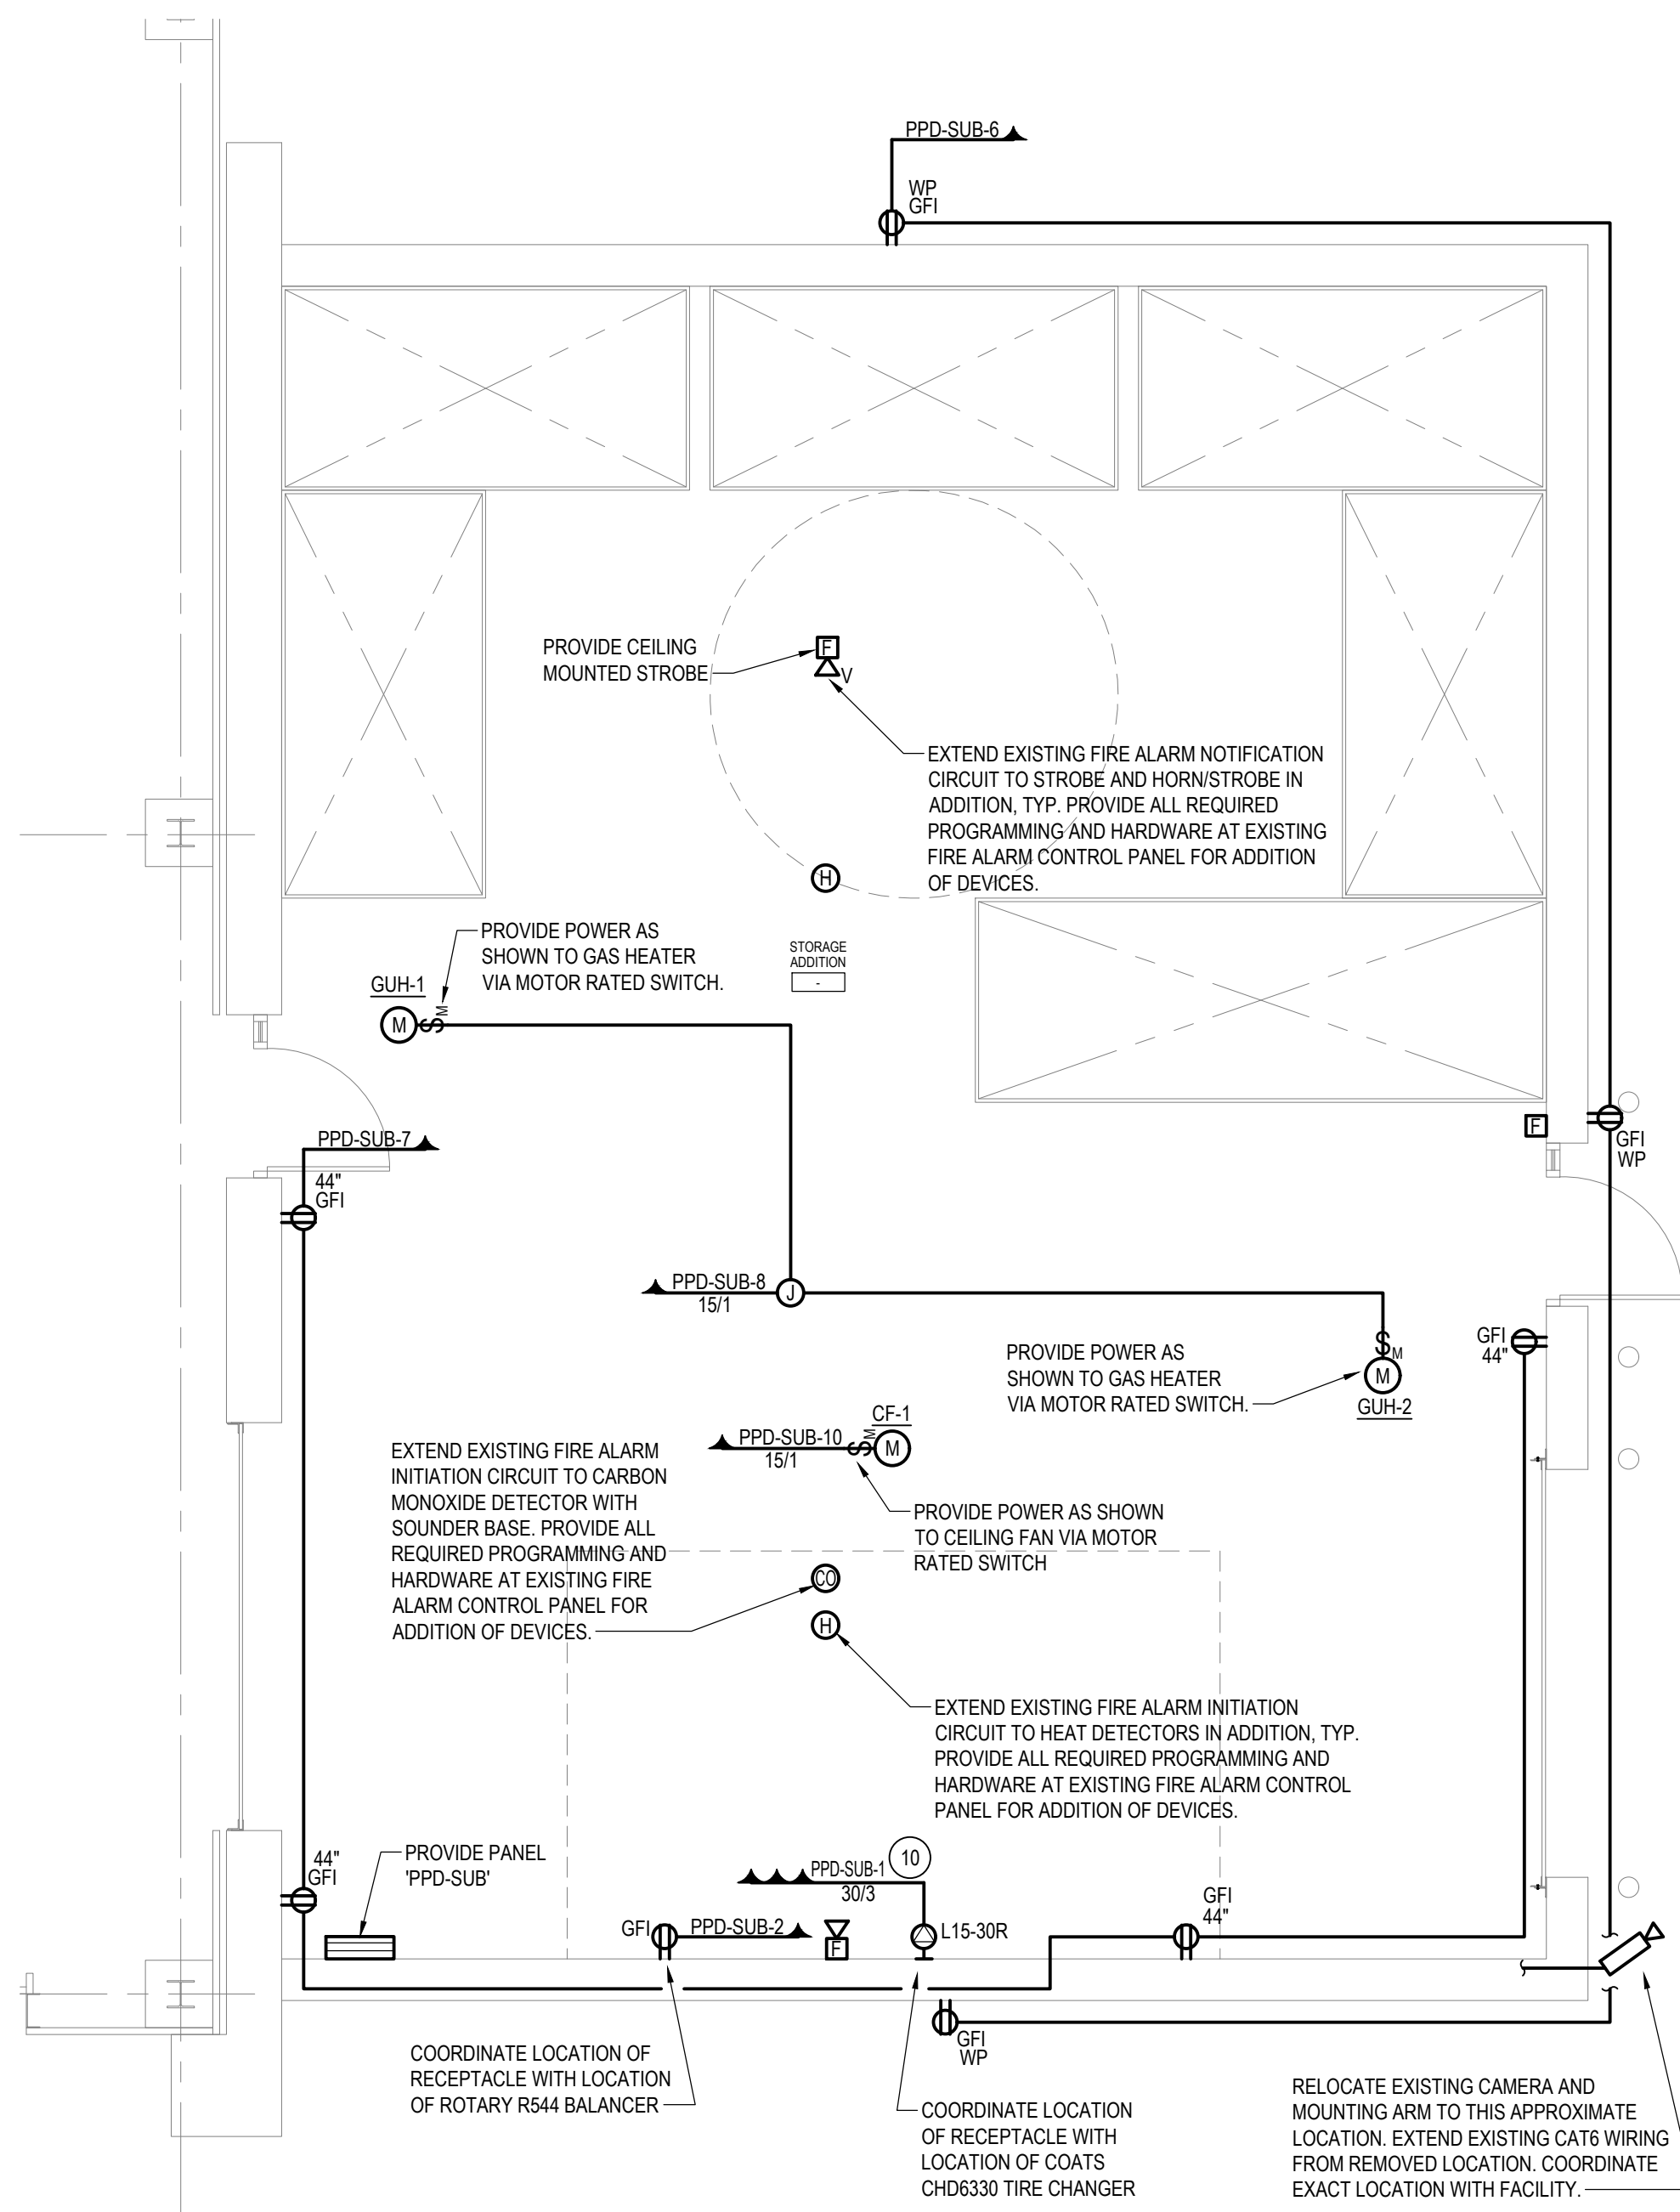 PPD-SUB-6
WP
GFI
PROVIDE CEILING
MOUNTED STROBE
F
V
EXTEND EXISTING FIRE ALARM NOTIFICATION
CIRCUIT TO STROBE AND HORN/STROBE IN
ADDITION, TYP. PROVIDE ALL REQUIRED
PROGRAMMING AND HARDWARE AT EXISTING
FIRE ALARM CONTROL PANEL FOR ADDITION
OF DEVICES.
H
PROVIDE POWER AS
SHOWN TO GAS HEATER
VIA MOTOR RATED SWITCH.
STORAGE
ADDITION
-
GUH-1
M
S
M
F
GFI
WP
PPD-SUB-7
44"
GFI
PPD-SUB-8
15/1
J
GFI
44"
PROVIDE POWER AS
SHOWN TO GAS HEATER
VIA MOTOR RATED SWITCH.
S
M
M
GUH-2
CF-1
PPD-SUB-10
15/1
S
M
M
EXTEND EXISTING FIRE ALARM
INITIATION CIRCUIT TO CARBON
MONOXIDE DETECTOR WITH
SOUNDER BASE. PROVIDE ALL
REQUIRED PROGRAMMING AND
HARDWARE AT EXISTING FIRE
ALARM CONTROL PANEL FOR
ADDITION OF DEVICES.
PROVIDE POWER AS SHOWN
TO CEILING FAN VIA MOTOR
RATED SWITCH
CO
H
EXTEND EXISTING FIRE ALARM INITIATION
CIRCUIT TO HEAT DETECTORS IN ADDITION, TYP.
PROVIDE ALL REQUIRED PROGRAMMING AND
HARDWARE AT EXISTING FIRE ALARM CONTROL
PANEL FOR ADDITION OF DEVICES.
44"
GFI
PROVIDE PANEL
'PPD-SUB'
PPD-SUB-1
30/3
10
GFI
PPD-SUB-2
F
L15-30R
GFI
44"
GFI
WP
COORDINATE LOCATION OF
RECEPTACLE WITH LOCATION
OF ROTARY R544 BALANCER
COORDINATE LOCATION
OF RECEPTACLE WITH
LOCATION OF COATS
CHD6330 TIRE CHANGER
RELOCATE EXISTING CAMERA AND
MOUNTING ARM TO THIS APPROXIMATE
LOCATION. EXTEND EXISTING CAT6 WIRING
FROM REMOVED LOCATION. COORDINATE
EXACT LOCATION WITH FACILITY.